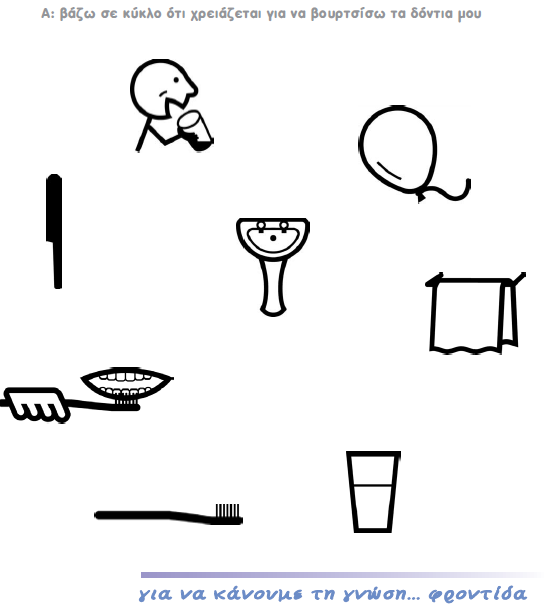 Α: βάζω σε κύκλο ότι χρειάζεται για να βουρτσίσω τα δόντια μου
για να κάνουμε τη γνώση... φροντίδα